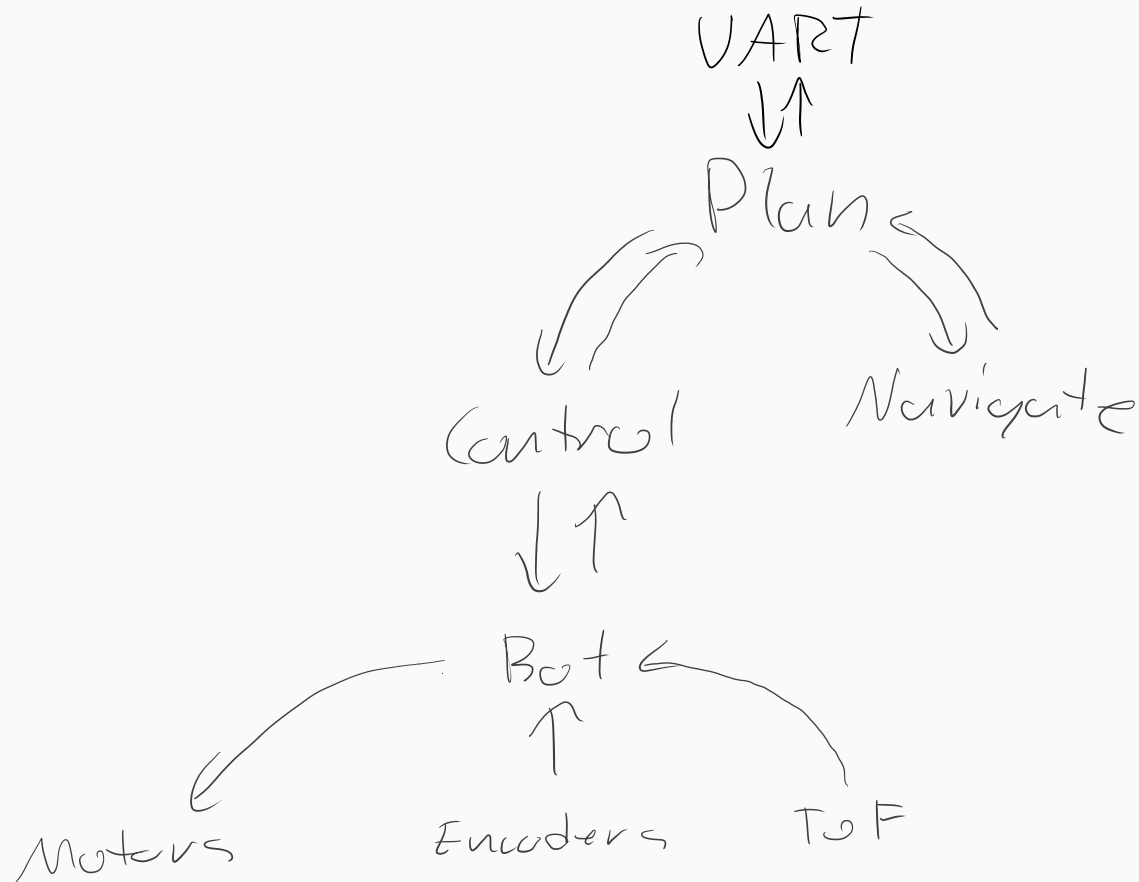 UART
Plan
Control
Navigate
Bot
Motors
Encoders
ToF